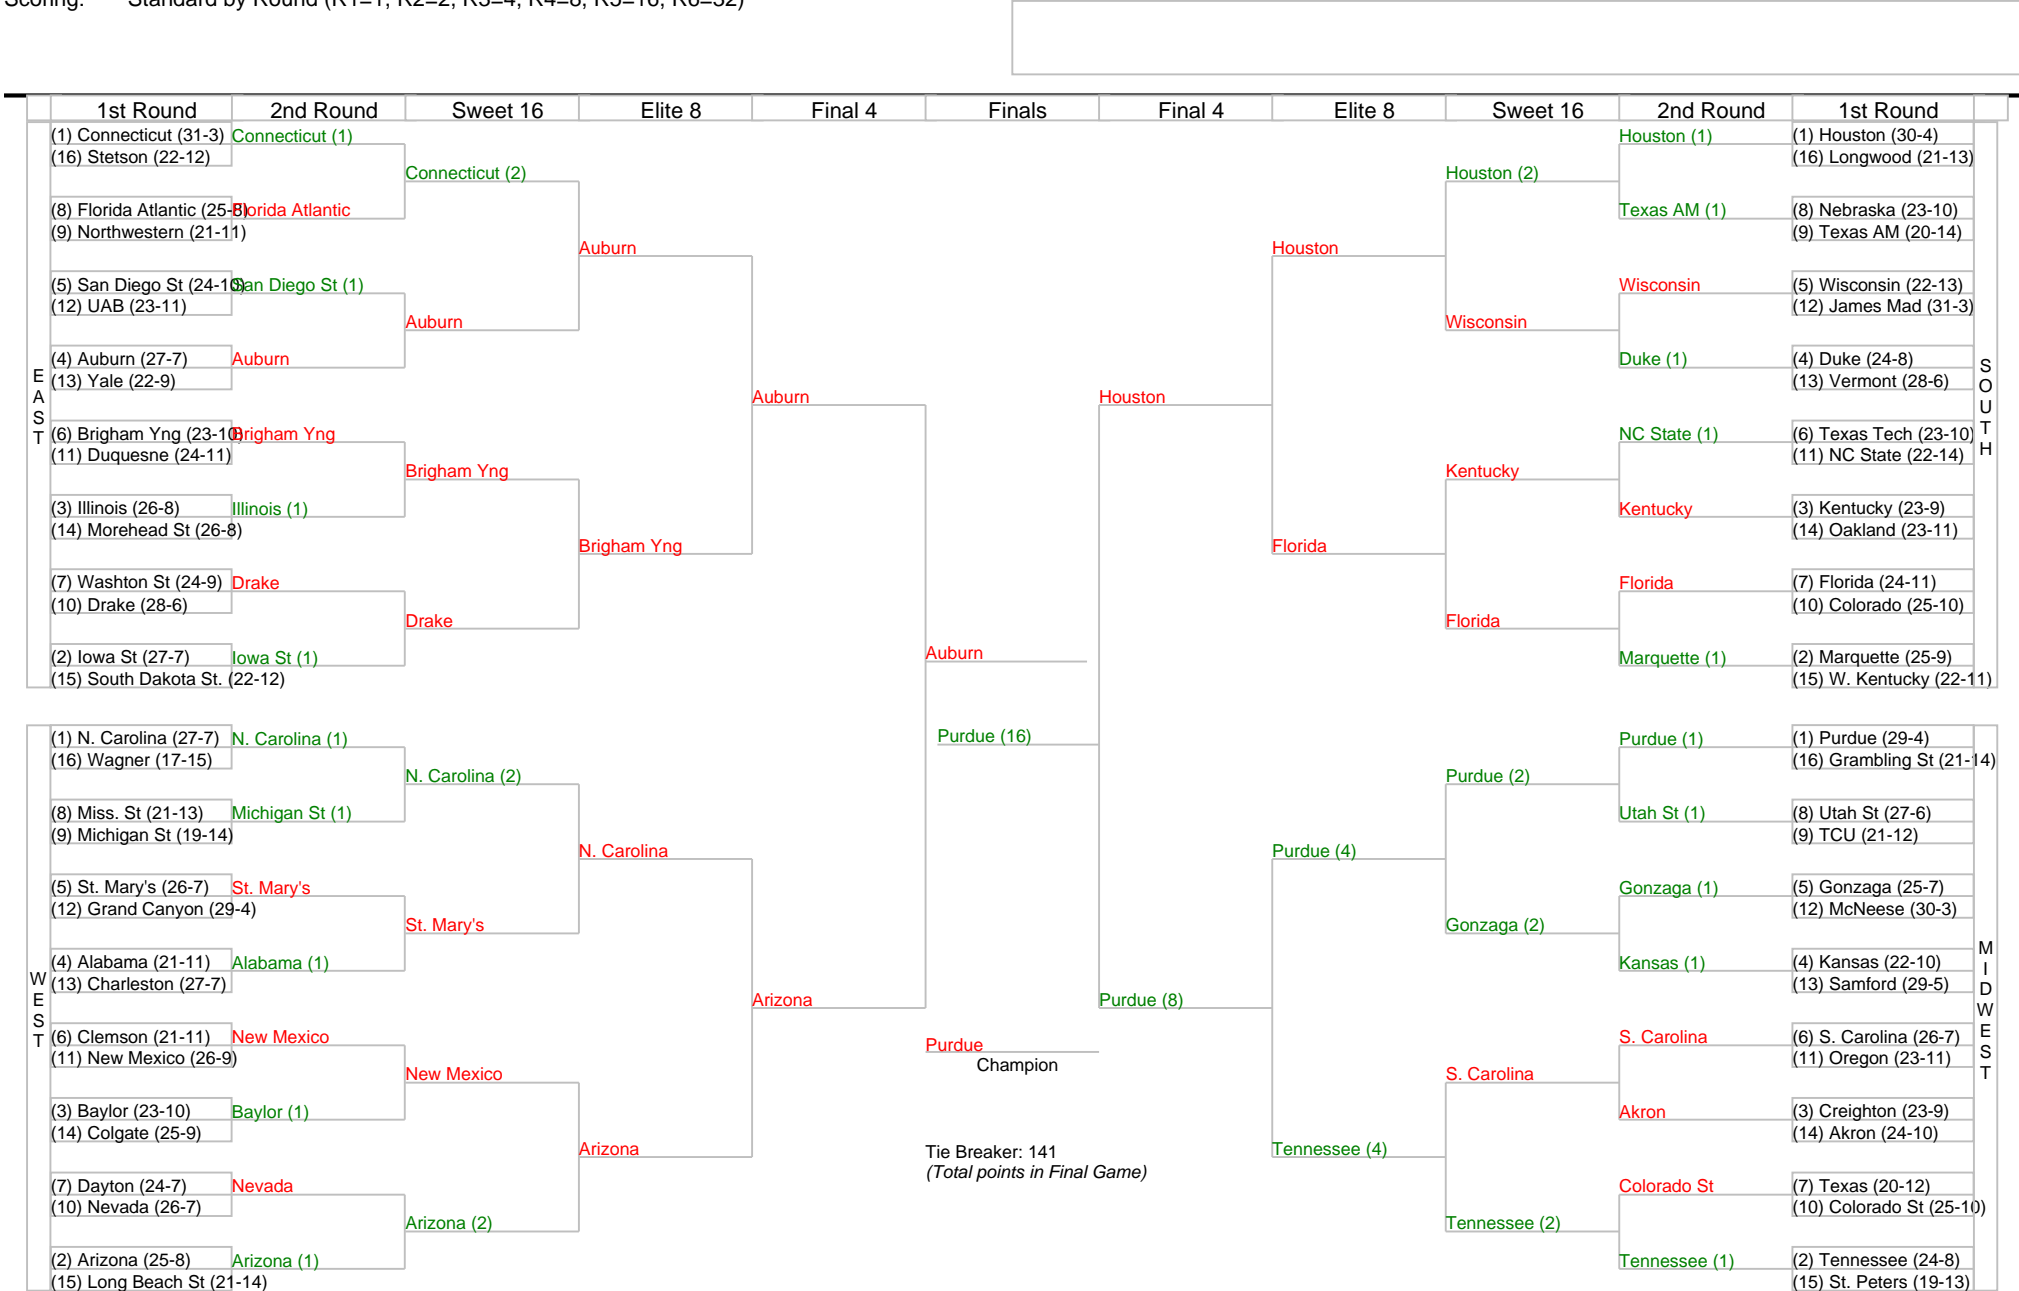 Scoring: Standard by Round (R1=1, R2=2, R3=4, R4=8, R5=16, R6=32)
1st Round 2nd Round Sweet 16 Elite 8 Final 4 Finals Final 4 Elite 8 Sweet 16 2nd Round 1st Round
EAST
(1) Connecticut (31-3)
(16) Stetson (22-12)
(8) Florida Atlantic (25-8)
(9) Northwestern (21-11)
(5) San Diego St (24-10)
(12) UAB (23-11)
(4) Auburn (27-7)
(13) Yale (22-9)
(6) Brigham Yng (23-10)
(11) Duquesne (24-11)
(3) Illinois (26-8)
(14) Morehead St (26-8)
(7) Washton St (24-9)
(10) Drake (28-6)
(2) Iowa St (27-7)
(15) South Dakota St. (22-12)
Connecticut (1)
Florida Atlantic
San Diego St (1)
Auburn
Brigham Yng
Illinois (1)
Drake
Iowa St (1)
Connecticut (2)
Auburn
Brigham Yng
Drake
Auburn
Brigham Yng
Auburn
WEST
(1) N. Carolina (27-7)
(16) Wagner (17-15)
(8) Miss. St (21-13)
(9) Michigan St (19-14)
(5) St. Mary's (26-7)
(12) Grand Canyon (29-4)
(4) Alabama (21-11)
(13) Charleston (27-7)
(6) Clemson (21-11)
(11) New Mexico (26-9)
(3) Baylor (23-10)
(14) Colgate (25-9)
(7) Dayton (24-7)
(10) Nevada (26-7)
(2) Arizona (25-8)
(15) Long Beach St (21-14)
N. Carolina (1)
Michigan St (1)
St. Mary's
Alabama (1)
New Mexico
Baylor (1)
Nevada
Arizona (1)
N. Carolina (2)
St. Mary's
New Mexico
Arizona (2)
N. Carolina
Arizona
Arizona
Auburn
Purdue (16)
Purdue
Champion
Tie Breaker: 141
(Total points in Final Game)
Houston
Houston
Florida
Houston (2)
Wisconsin
Kentucky
Florida
Houston (1)
Texas AM (1)
Wisconsin
Duke (1)
NC State (1)
Kentucky
Florida
Marquette (1)
(1) Houston (30-4)
(16) Longwood (21-13)
(8) Nebraska (23-10)
(9) Texas AM (20-14)
(5) Wisconsin (22-13)
(12) James Mad (31-3)
(4) Duke (24-8)
(13) Vermont (28-6)
(6) Texas Tech (23-10)
(11) NC State (22-14)
(3) Kentucky (23-9)
(14) Oakland (23-11)
(7) Florida (24-11)
(10) Colorado (25-10)
(2) Marquette (25-9)
(15) W. Kentucky (22-11)
SOUTH
Purdue (8)
Purdue (4)
Tennessee (4)
Purdue (2)
Gonzaga (2)
S. Carolina
Tennessee (2)
Purdue (1)
Utah St (1)
Gonzaga (1)
Kansas (1)
S. Carolina
Akron
Colorado St
Tennessee (1)
(1) Purdue (29-4)
(16) Grambling St (21-14)
(8) Utah St (27-6)
(9) TCU (21-12)
(5) Gonzaga (25-7)
(12) McNeese (30-3)
(4) Kansas (22-10)
(13) Samford (29-5)
(6) S. Carolina (26-7)
(11) Oregon (23-11)
(3) Creighton (23-9)
(14) Akron (24-10)
(7) Texas (20-12)
(10) Colorado St (25-10)
(2) Tennessee (24-8)
(15) St. Peters (19-13)
MIDWEST